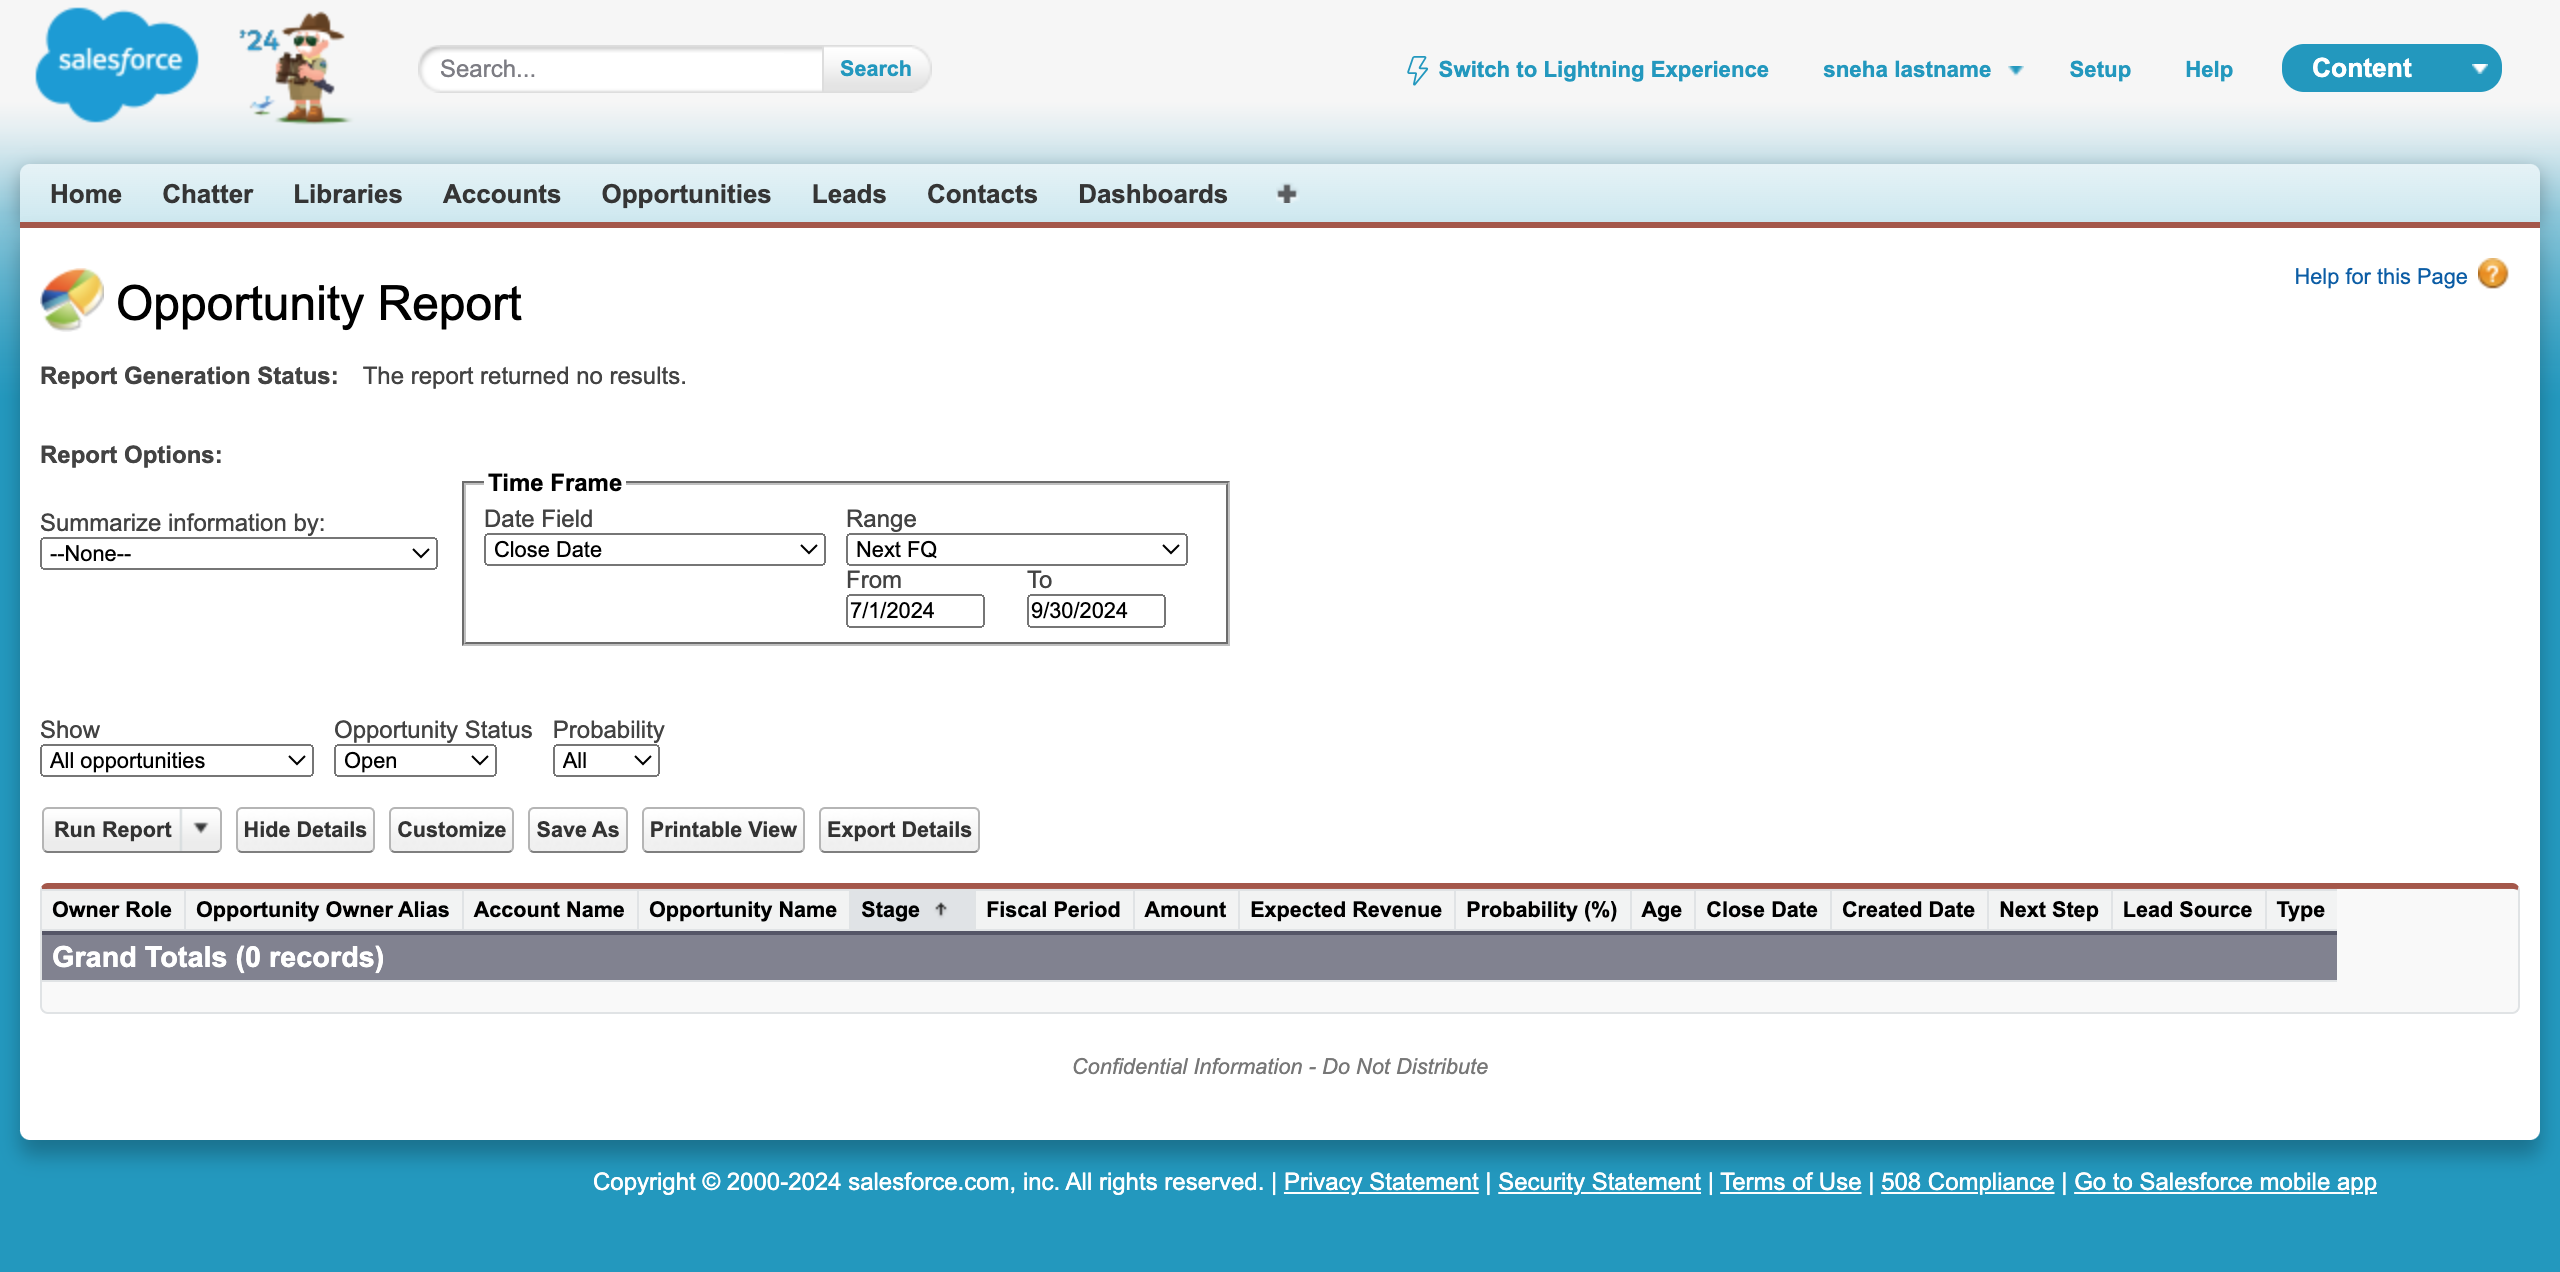 salesforce
'24
Search...
Search
Switch to Lightning Experience
sneha lastname
Setup
Help
Content
Home
Chatter
Libraries
Accounts
Opportunities
Leads
Contacts
Dashboards
Opportunity Report
Help for this Page
Report Generation Status: The report returned no results.
Report Options:
Summarize information by:
--None--
Time Frame
Date Field
Close Date
Range
Next FQ
From
7/1/2024
To
9/30/2024
Show
All opportunities
Opportunity Status
Open
Probability
All
Run Report
Hide Details
Customize
Save As
Printable View
Export Details
Owner Role
Opportunity Owner Alias
Account Name
Opportunity Name
Stage
Fiscal Period
Amount
Expected Revenue
Probability (%)
Age
Close Date
Created Date
Next Step
Lead Source
Type
Grand Totals (0 records)
Confidential Information - Do Not Distribute
Copyright © 2000-2024 salesforce.com, inc. All rights reserved. | Privacy Statement | Security Statement | Terms of Use | 508 Compliance | Go to Salesforce mobile app